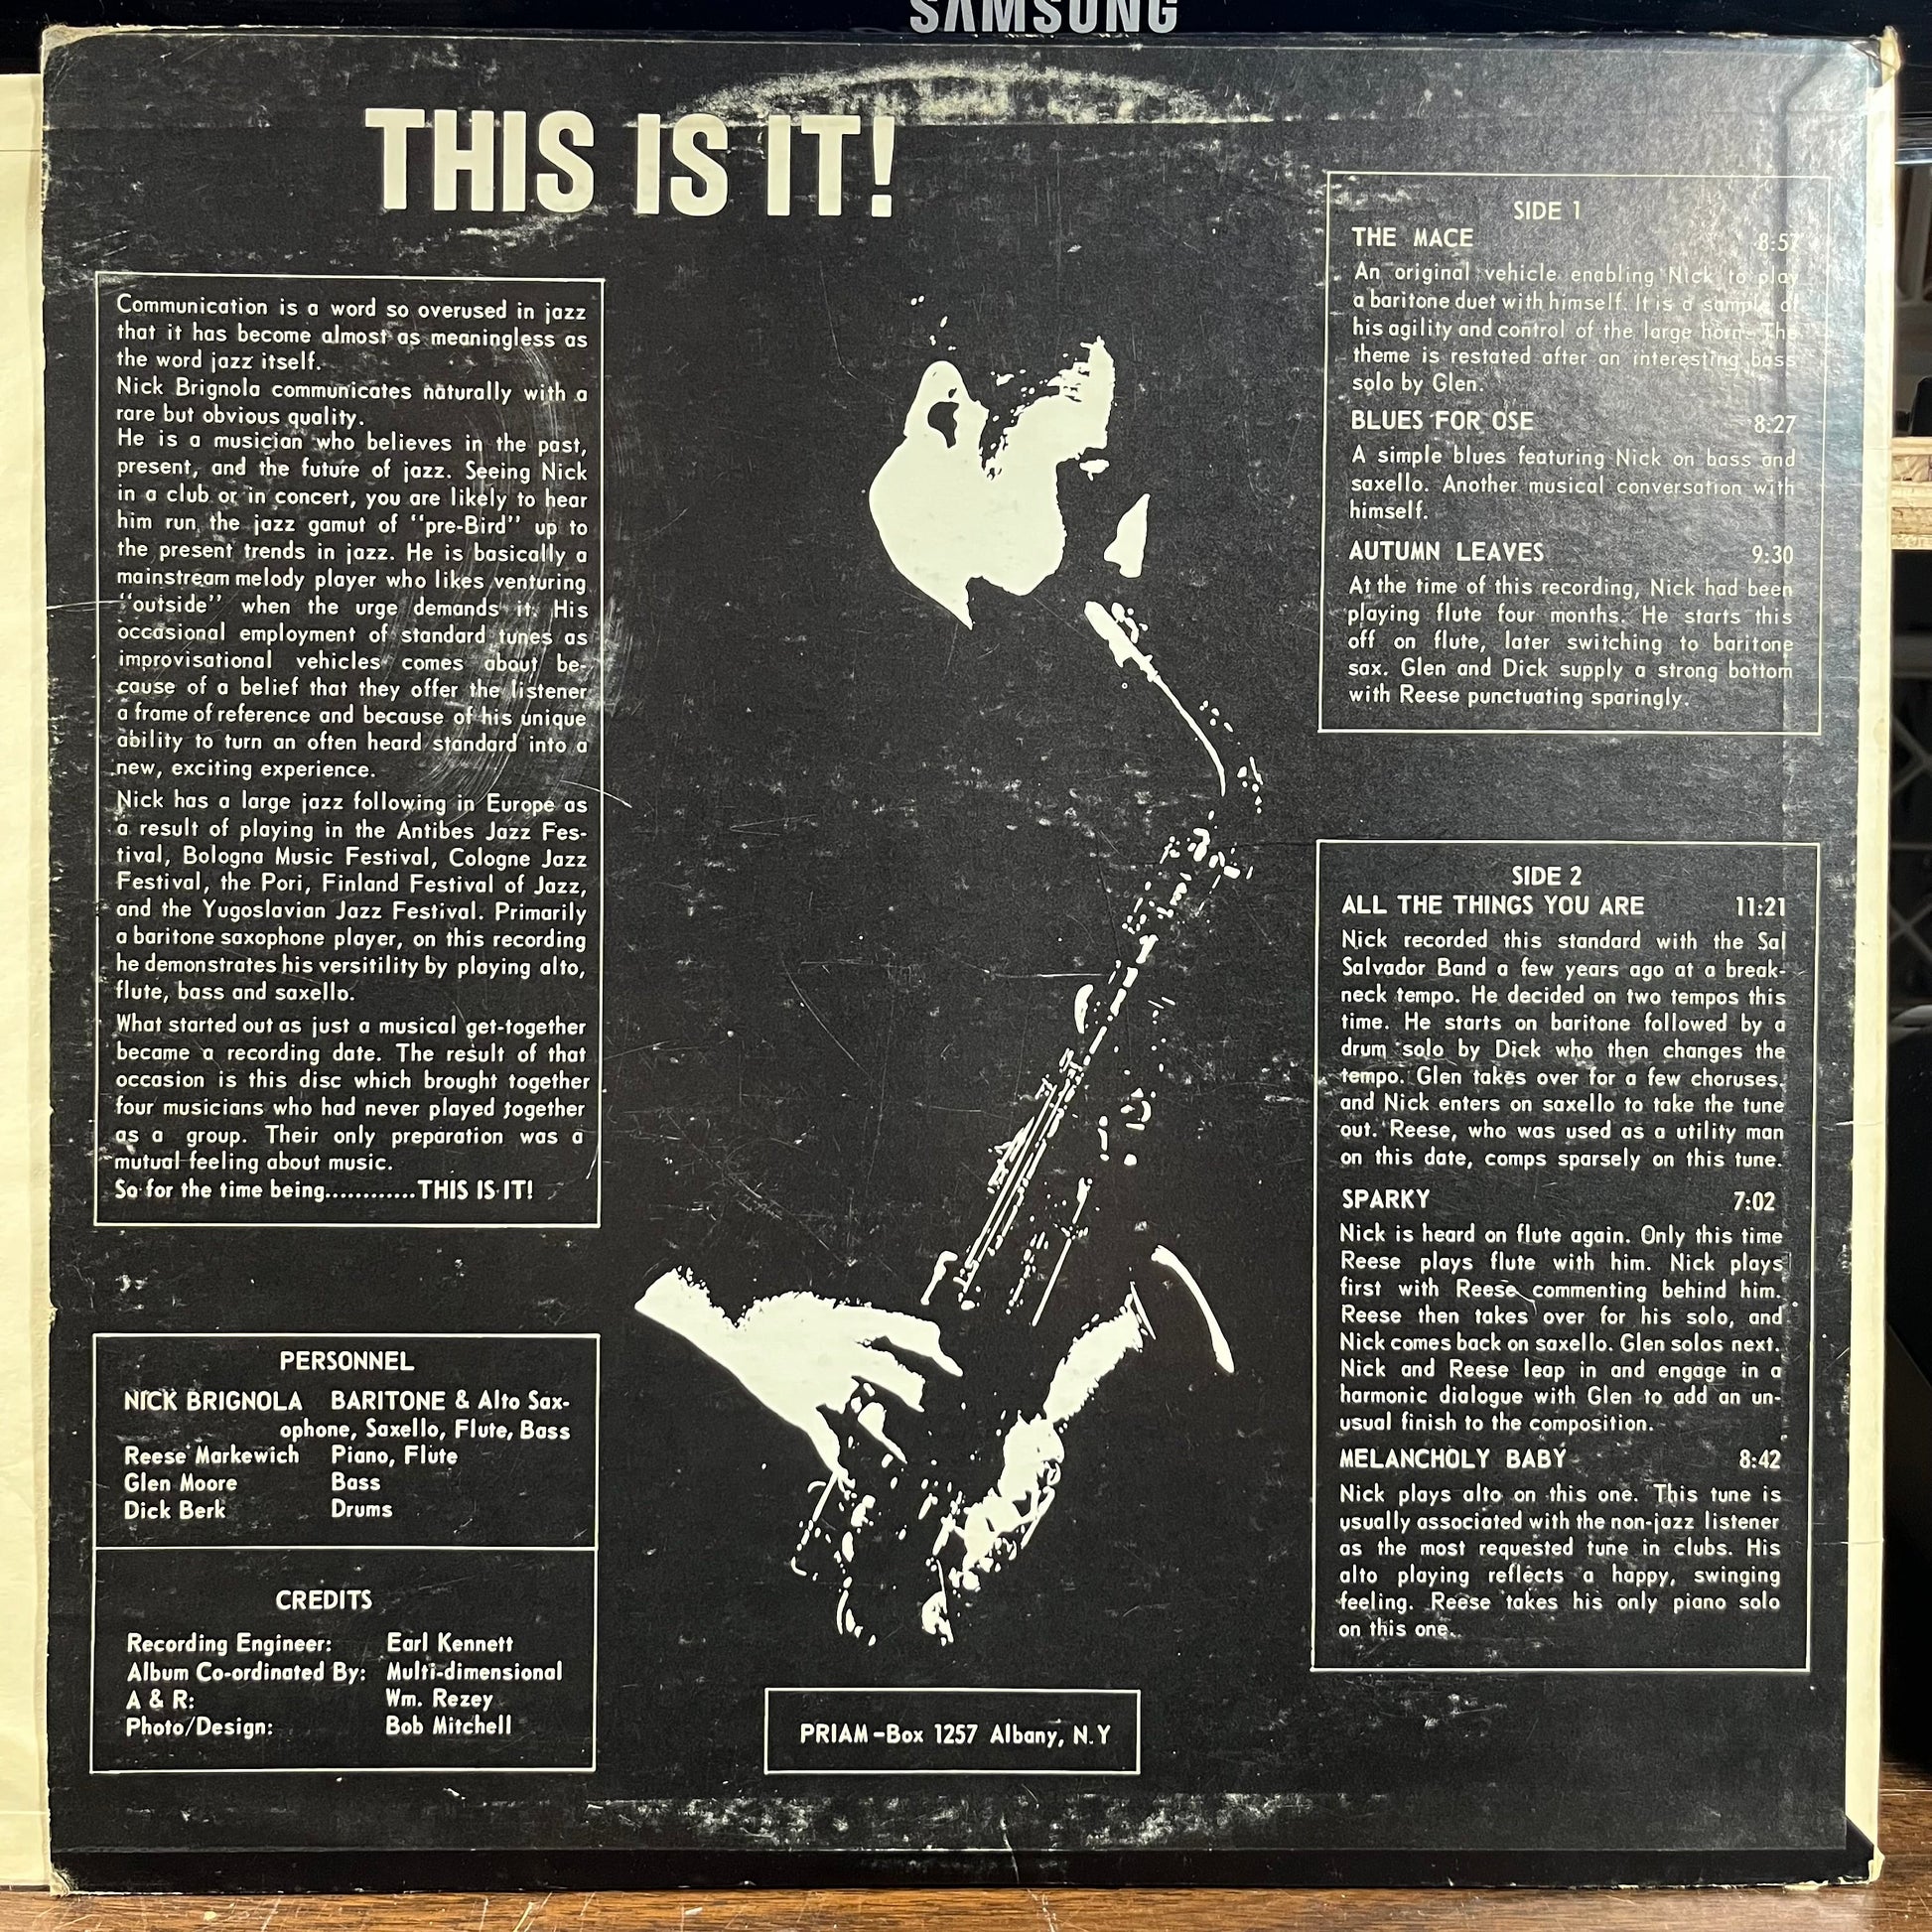 SAMSUNG
THIS IS IT!
Communication is a word so overused in jazz
that it has become almost as meaningless as
the word jazz itself.
Nick Brignola communicates naturally with a
rare but obvious quality.
He is a musician who believes in the past,
present, and the future of jazz. Seeing Nick
in a club or in concert, you are likely to hear
him run the jazz gamut of "pre-Bird" up to
the present trends in jazz. He is basically a
mainstream melody player who likes venturing
"outside" when the urge demands it. His
occasional employment of standard tunes as
improvisational vehicles comes about be-
cause of a belief that they offer the listener
a frame of reference and because of his unique
ability to turn an often heard standard into a
new, exciting experience.
Nick has a large jazz following in Europe as
a result of playing in the Antibes Jazz Fes-
tival, Bologna Music Festival, Cologne Jazz
Festival, the Pori, Finland Festival of Jazz,
and the Yugoslavian Jazz Festival. Primarily
a baritone saxophone player, on this recording
he demonstrates his versitility by playing alto,
flute, bass and saxello.
What started out as just a musical get-together
became a recording date. The result of that
occasion is this disc which brought together
four musicians who had never played together
as a group. Their only preparation was a
mutual feeling about music.
So for the time being............THIS IS IT!
PERSONNEL
NICK BRIGNOLA BARITONE & Alto Sax-
ophone, Saxello, Flute, Bass
Reese Markewich Piano, Flute
Glen Moore Bass
Dick Berk Drums
CREDITS
Recording Engineer: Earl Kennett
Album Co-ordinated By: Multi-dimensional
A & R: Wm. Rezey
Photo/Design: Bob Mitchell
PRIAM-Box 1257 Albany, N.Y
SIDE 1
THE MACE 8:57
An original vehicle enabling Nick to play
a baritone duet with himself. It is a sample of
his agility and control of the large horn. The
theme is restated after an interesting bass
solo by Glen.
BLUES FOR OSE 8:27
A simple blues featuring Nick on bass and
saxello. Another musical conversation with
himself.
AUTUMN LEAVES 9:30
At the time of this recording, Nick had been
playing flute four months. He starts this
off on flute, later switching to baritone
sax. Glen and Dick supply a strong bottom
with Reese punctuating sparingly.
SIDE 2
ALL THE THINGS YOU ARE 11:21
Nick recorded this standard with the Sal
Salvador Band a few years ago at a break-
neck tempo. He decided on two tempos this
time. He starts on baritone followed by a
drum solo by Dick who then changes the
tempo. Glen takes over for a few choruses.
and Nick enters on saxello to take the tune
out. Reese, who was used as a utility man
on this date, comps sparsely on this tune.
SPARKY 7:02
Nick is heard on flute again. Only this time
Reese plays flute with him. Nick plays
first with Reese commenting behind him.
Reese then takes over for his solo, and
Nick comes back on saxello. Glen solos next.
Nick and Reese leap in and engage in a
harmonic dialogue with Glen to add an un-
usual finish to the composition.
MELANCHOLY BABY 8:42
Nick plays alto on this one. This tune is
usually associated with the non-jazz listener
as the most requested tune in clubs. His
alto playing reflects a happy, swinging
feeling. Reese takes his only piano solo
on this one.